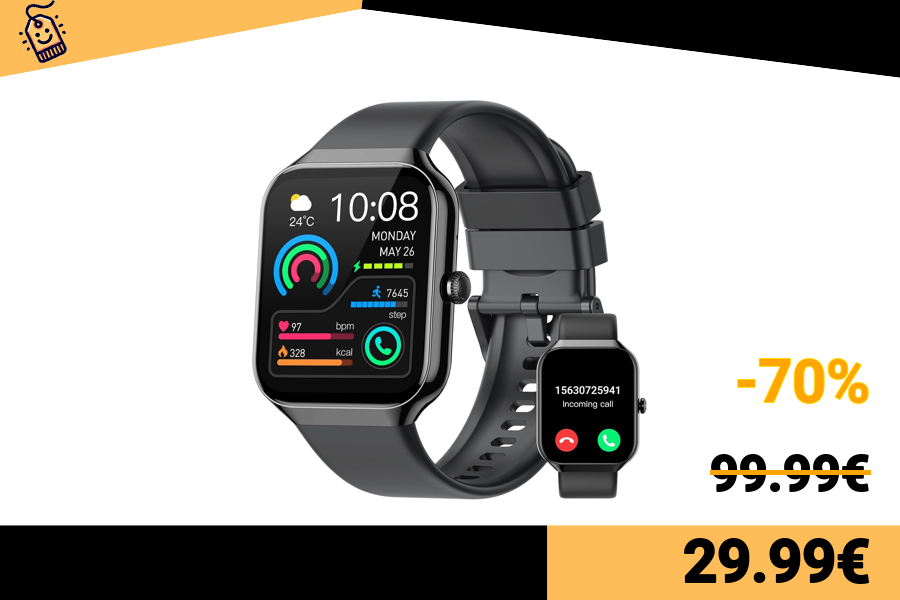 24°C
10:08
MONDAY
MAY 26
7645
step
97 bpm
328 kcal
15630725941
Incoming call
-70%
99.99€
29.99€